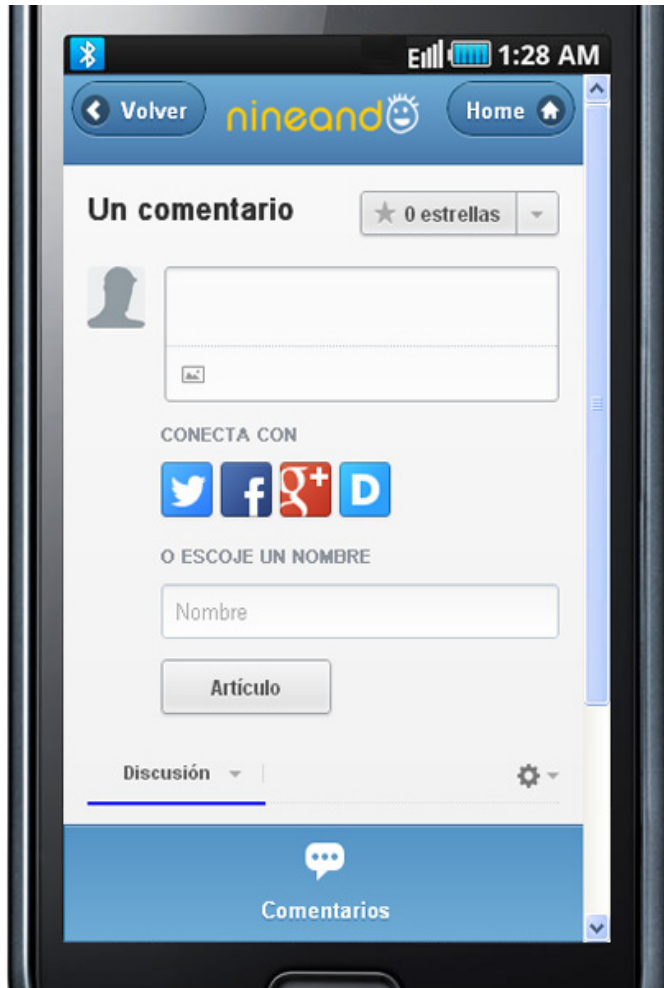 1:28 AM
Volver
nineand
Home
Un comentario
0 estrellas
CONECTA CON
O ESCOJE UN NOMBRE
Nombre
Artículo
Discusión
Comentarios